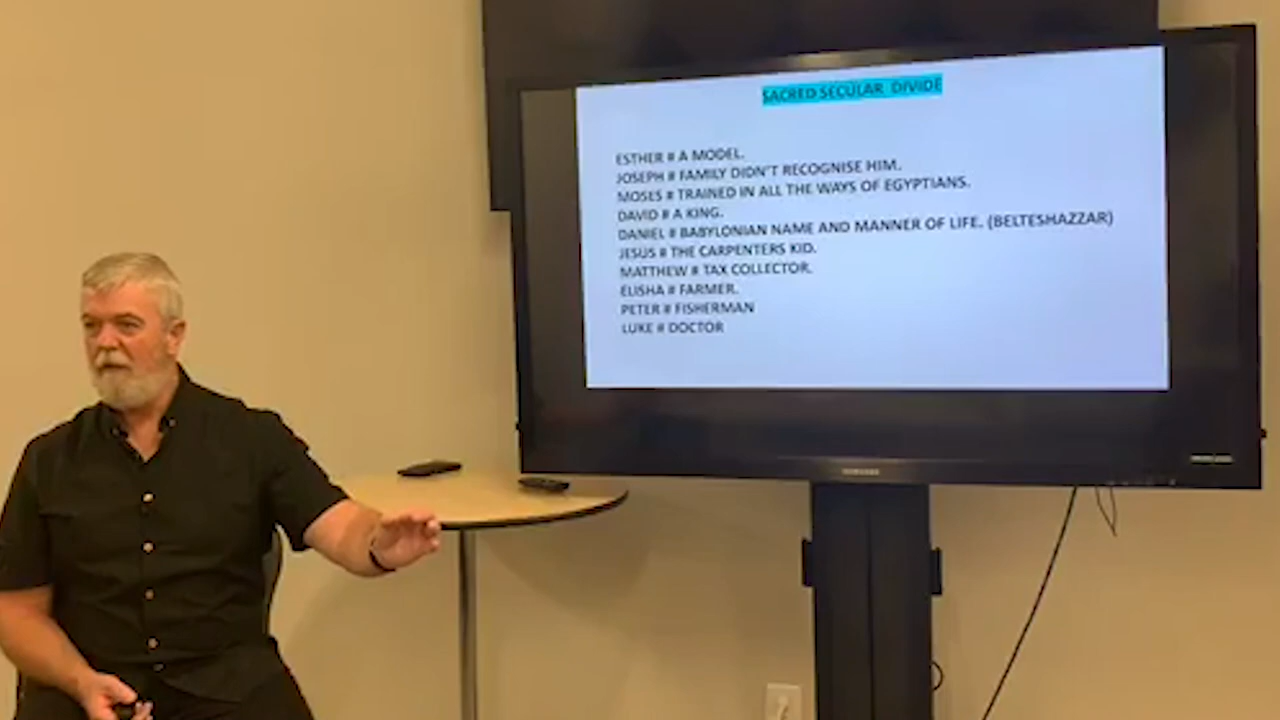 SACRED SECULAR DIVIDE
ESTHER # A MODEL.
JOSEPH # FAMILY DIDN'T RECOGNISE HIM.
MOSES # TRAINED IN ALL THE WAYS OF EGYPTIANS.
DAVID # A KING.
DANIEL # BABYLONIAN NAME AND MANNER OF LIFE. (BELTESHAZZAR)
JESUS # THE CARPENTERS KID.
MATTHEW # TAX COLLECTOR.
ELISHA # FARMER.
PETER # FISHERMAN
LUKE # DOCTOR
SAMSUNG